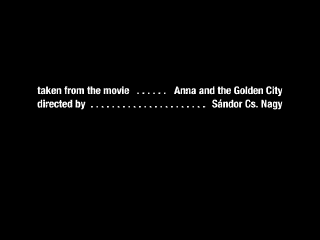 taken from the movie . . . . . . Anna and the Golden City
directed by . . . . . . . . . . . . . . . . . . . . . . Sándor Cs. Nagy